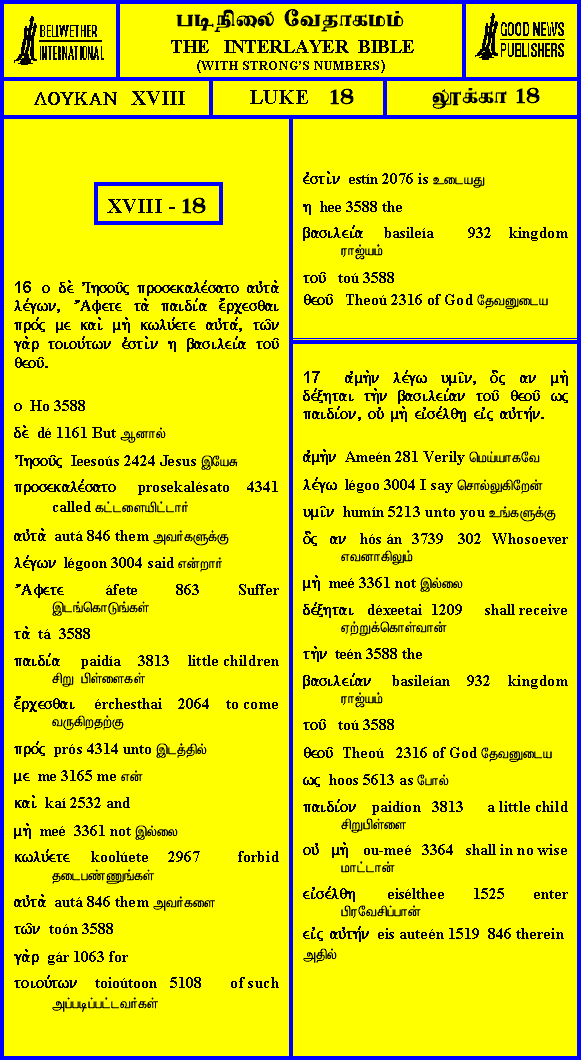 BELLWETHER
INTERNATIONAL
படிநிலை வேதாகமம்
THE INTERLAYER BIBLE
(WITH STRONG'S NUMBERS)
GOOD NEWS
PUBLISHERS
ΛΟΥΚΑΝ XVIII
LUKE 18
லூக்கா 18
XVIII - 18
16 ο δὲ Ἰησοῦς προσεκαλέσατο αὐτὰ
λέγων, Ἄφετε τὰ παιδία ἔρχεσθαι
πρός με καὶ μὴ κωλύετε αὐτά, τῶν
γὰρ τοιούτων ἐστὶν η βασιλεία τοῦ
θεοῦ.
ο Ho 3588
δὲ dé 1161 But ஆனால்
Ἰησοῦς Ieesoús 2424 Jesus இயேசு
προσεκαλέσατο prosekalésato 4341
called கட்டளையிட்டார்
αὐτὰ autá 846 them அவர்களுக்கு
λέγων légoon 3004 said என்றார்
Ἄφετε áfete 863 Suffer
இடங்கொடுங்கள்
τὰ tá 3588
παιδία paidía 3813 little children
சிறு பிள்ளைகள்
ἔρχεσθαι érchesthai 2064 to come
வருகிறதற்கு
πρός prós 4314 unto இடத்தில்
με me 3165 me என்
καὶ kaí 2532 and
μὴ meé 3361 not இல்லை
κωλύετε koolúete 2967 forbid
தடைபண்ணுங்கள்
αὐτὰ autá 846 them அவர்களை
τῶν toón 3588
γὰρ gár 1063 for
τοιούτων toioútoon 5108 of such
அப்படிப்பட்டவர்கள்
ἐστὶν estín 2076 is உடையது
η hee 3588 the
βασιλεία basileía 932 kingdom
ராஜ்யம்
τοῦ toú 3588
θεοῦ Theoú 2316 of God தேவனுடைய
17 ἀμὴν λέγω υμῖν, ὃς αν μὴ
δέξηται τὴν βασιλείαν τοῦ θεοῦ ως
παιδίον, οὐ μὴ εἰσέλθῃ εἰς αὐτήν.
ἀμὴν Ameén 281 Verily மெய்யாகவே
λέγω légoo 3004 I say சொல்லுகிறேன்
υμῖν humín 5213 unto you உங்களுக்கு
ὃς αν hós án 3739 302 Whosoever
எவனாகிலும்
μὴ meé 3361 not இல்லை
δέξηται déxeetai 1209 shall receive
ஏற்றுக்கொள்வான்
τὴν teén 3588 the
βασιλείαν basileían 932 kingdom
ராஜ்யம்
τοῦ toú 3588
θεοῦ Theoú 2316 of God தேவனுடைய
ως hoos 5613 as போல்
παιδίον paidíon 3813 a little child
சிறுபிள்ளை
οὐ μὴ ou-meé 3364 shall in no wise
மாட்டான்
εἰσέλθῃ eisélthee 1525 enter
பிரவேசிப்பான்
εἰς αὐτήν eis auteén 1519 846 therein
அதில்